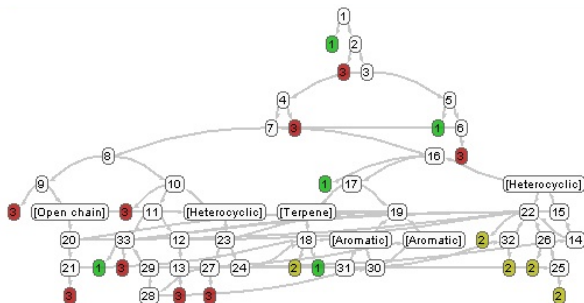 1
1 2
3 3
4 5
7 3 1 6
8 16 3
9 10 1 17 [Heterocyclic]
3 [Open chain] 3 11 [Heterocyclic] [Terpene] 19 22 15
20 33 12 23 18 [Aromatic] [Aromatic] 2 32 26 14
21 1 3 29 13 27 24 2 1 31 30 2 2 25
3 28 3 3 2